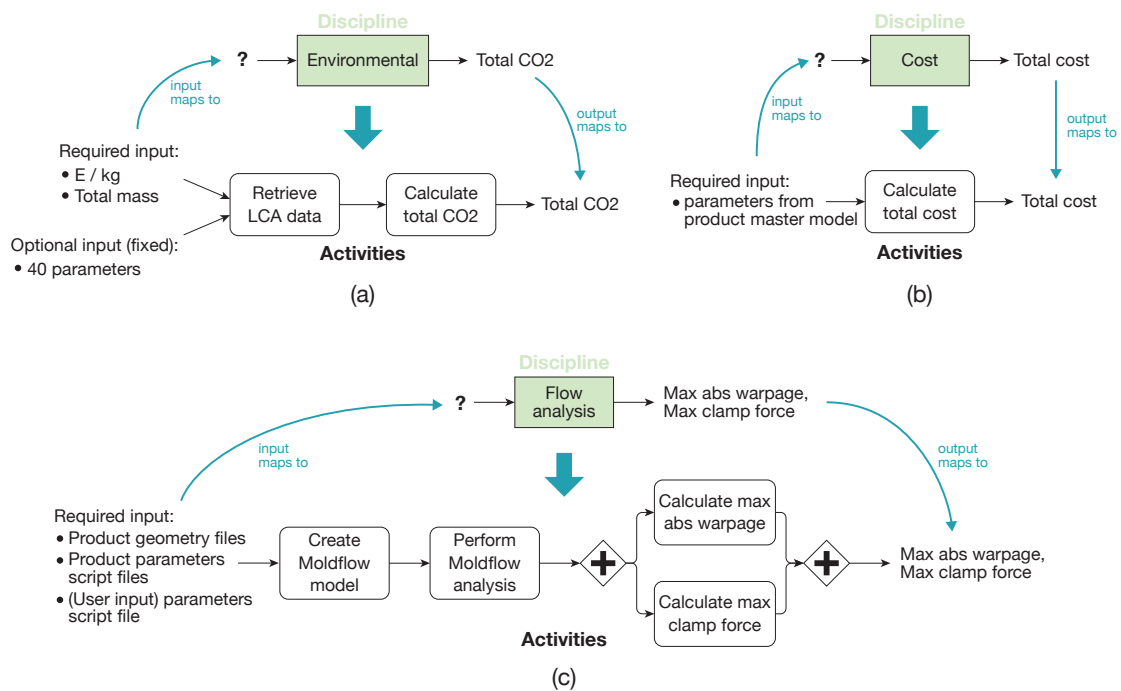 Discipline
?
Environmental
Total CO2
input
maps to
output
maps to
Required input:
• E / kg
• Total mass
Retrieve
LCA data
Calculate
total CO2
Total CO2
Optional input (fixed):
• 40 parameters
Activities
(a)
Discipline
?
Cost
Total cost
input
maps to
output
maps to
Required input:
• parameters from
product master model
Calculate
total cost
Total cost
Activities
(b)
Discipline
?
Flow
analysis
Max abs warpage,
Max clamp force
input
maps to
output
maps to
Required input:
• Product geometry files
• Product parameters
script files
• (User input) parameters
script file
Create
Moldflow
model
Perform
Moldflow
analysis
Calculate max
abs warpage
Calculate max
clamp force
Max abs warpage,
Max clamp force
Activities
(c)